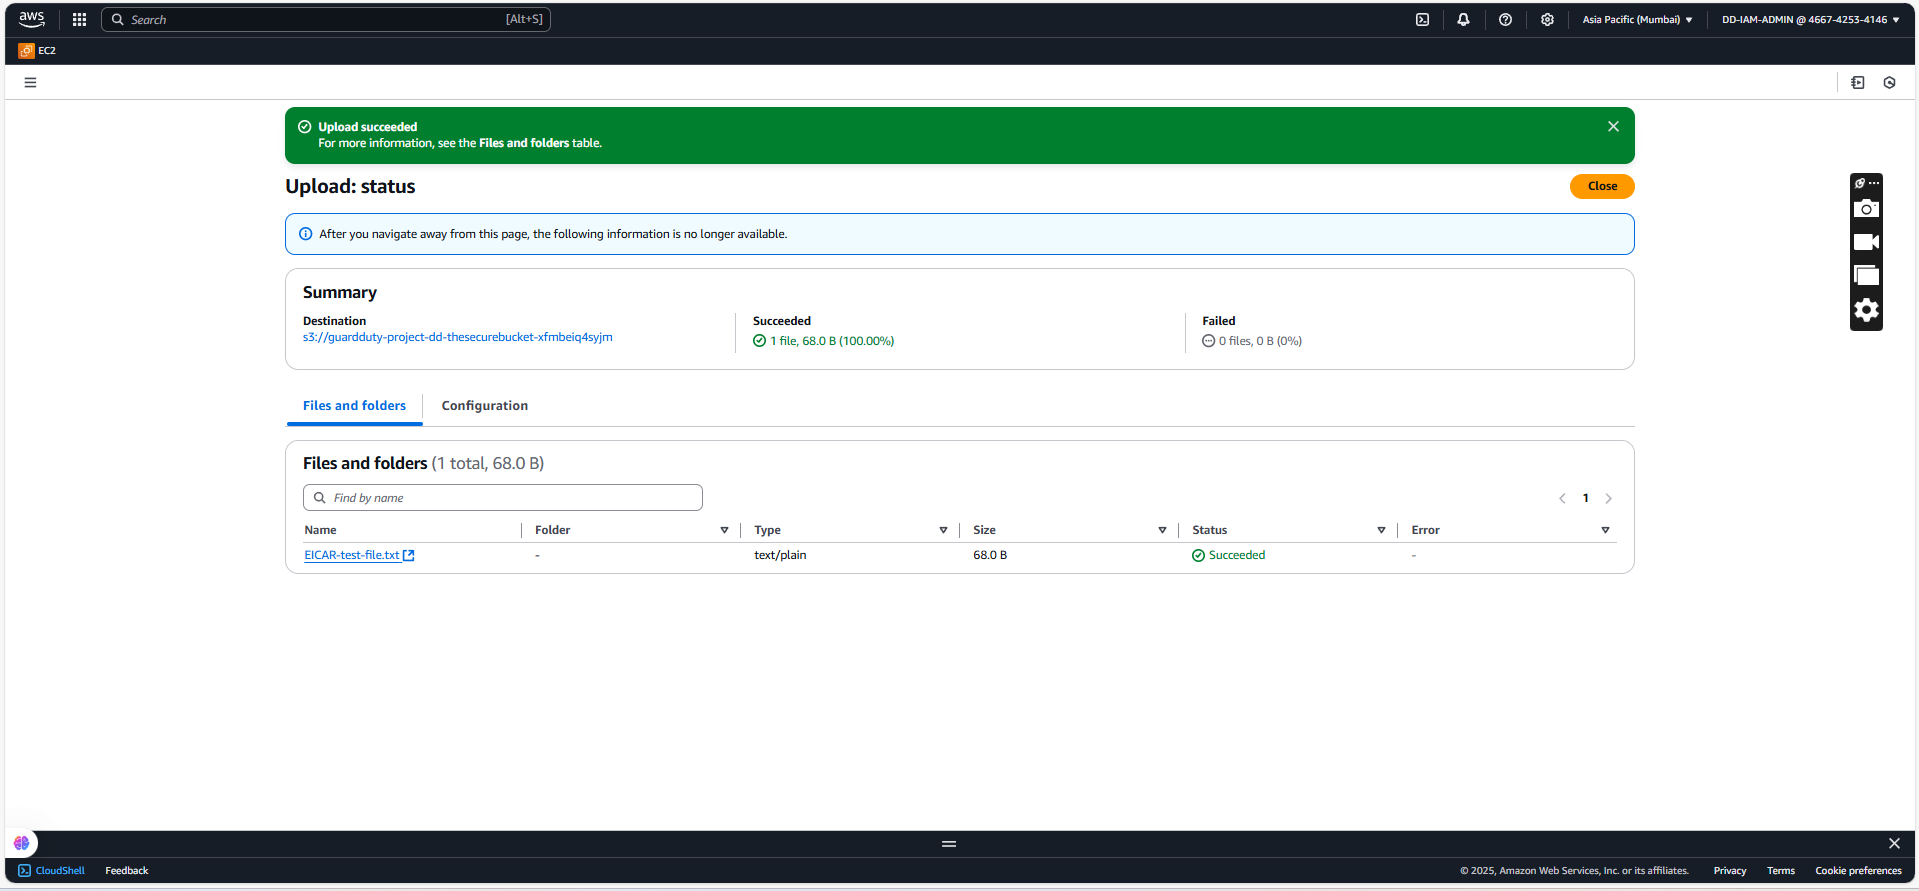 aws
Search [Alt+S] Asia Pacific (Mumbai) DD-IAM-ADMIN @ 4667-4253-4146
EC2
Upload succeeded
For more information, see the Files and folders table.
Upload: status
Close
After you navigate away from this page, the following information is no longer available.
Summary
Destination Succeeded Failed
s3://guardduty-project-dd-thesecurebucket-xfmbeiq4syjm 1 file, 68.0 B (100.00%) 0 files, 0 B (0%)
Files and folders Configuration
Files and folders (1 total, 68.0 B)
Find by name 1
Name Folder Type Size Status Error
EICAR-test-file.txt - text/plain 68.0 B Succeeded -
CloudShell Feedback © 2025, Amazon Web Services, Inc. or its affiliates. Privacy Terms Cookie preferences